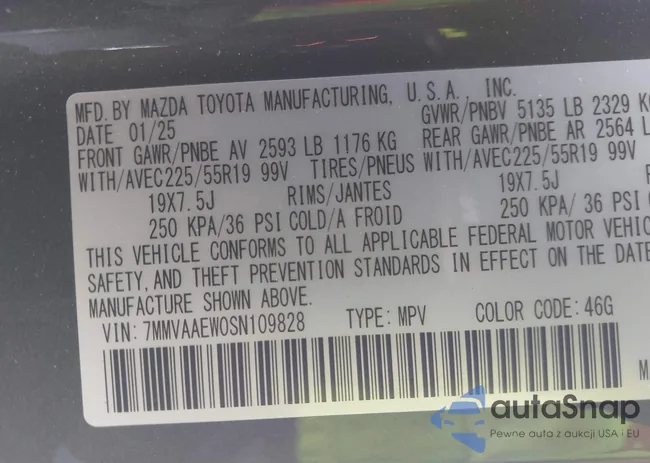 MFD. BY MAZDA TOYOTA MANUFACTURING, U.S.A., INC.
DATE 01/25 GVWR/PNBV 5135 LB 2329 KG
FRONT GAWR/PNBE AV 2593 LB 1176 KG REAR GAWR/PNBE AR 2564 L
WITH/AVEC225/55R19 99V TIRES/PNEUS WITH/AVEC225/55R19 99V
19X7.5J RIMS/JANTES 19X7.5J
250 KPA/36 PSI COLD/A FROID 250 KPA/ 36 PSI CO
THIS VEHICLE CONFORMS TO ALL APPLICABLE FEDERAL MOTOR VEHIC
SAFETY, AND THEFT PREVENTION STANDARDS IN EFFECT ON THE DATE
MANUFACTURE SHOWN ABOVE.
VIN: 7MMVAAEW0SN109828 TYPE: MPV COLOR CODE: 46G
autaSnap
Pewne auta z aukcji USA i EU